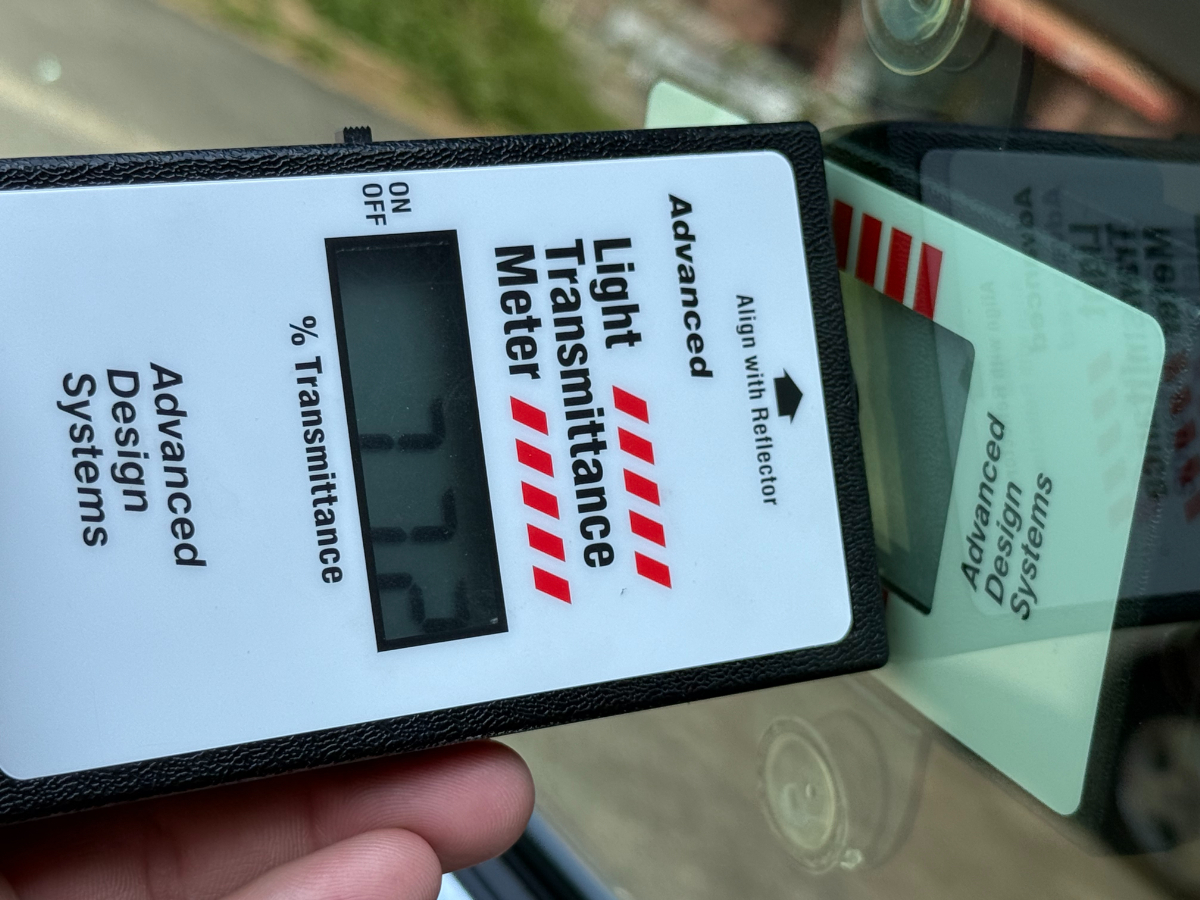 Advanced
Design
Systems
Align with Reflector
Advanced
Light
Transmittance
Meter
ON
OFF
% Transmittance
Advanced
Design
Systems